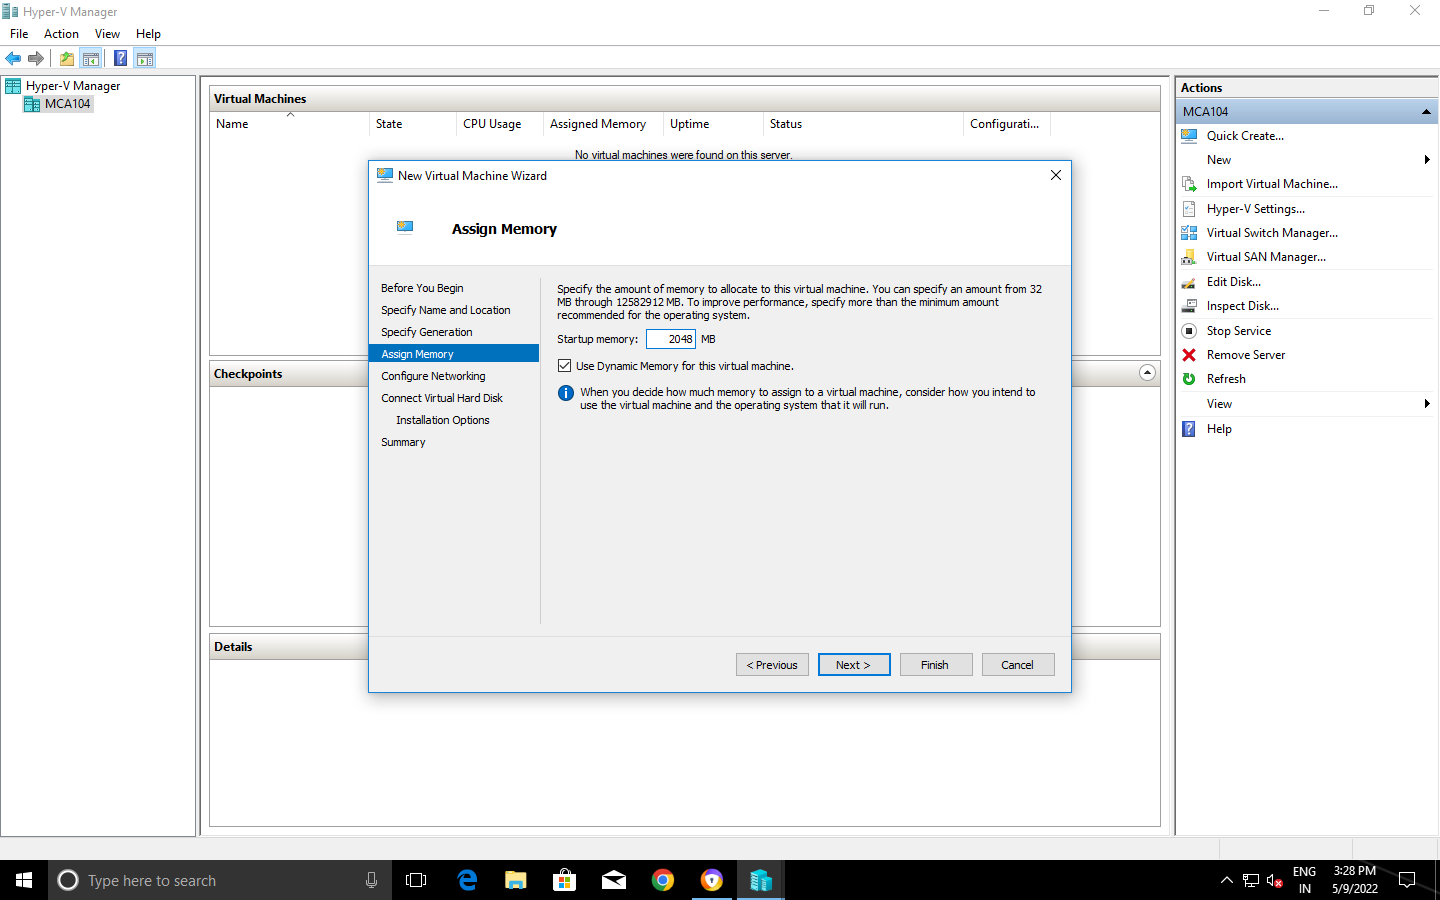 Hyper-V Manager
File Action View Help
Hyper-V Manager
MCA104
Virtual Machines
Name State CPU Usage Assigned Memory Uptime Status Configurati...
No virtual machines were found on this server.
New Virtual Machine Wizard
Assign Memory
Before You Begin
Specify Name and Location
Specify Generation
Assign Memory
Configure Networking
Connect Virtual Hard Disk
Installation Options
Summary
Specify the amount of memory to allocate to this virtual machine. You can specify an amount from 32
MB through 12582912 MB. To improve performance, specify more than the minimum amount
recommended for the operating system.
Startup memory: 2048 MB
Use Dynamic Memory for this virtual machine.
When you decide how much memory to assign to a virtual machine, consider how you intend to
use the virtual machine and the operating system that it will run.
< Previous Next > Finish Cancel
Checkpoints
Details
Actions
MCA104
Quick Create...
New
Import Virtual Machine...
Hyper-V Settings...
Virtual Switch Manager...
Virtual SAN Manager...
Edit Disk...
Inspect Disk...
Stop Service
Remove Server
Refresh
View
Help
Type here to search
ENG
IN
3:28 PM
5/9/2022